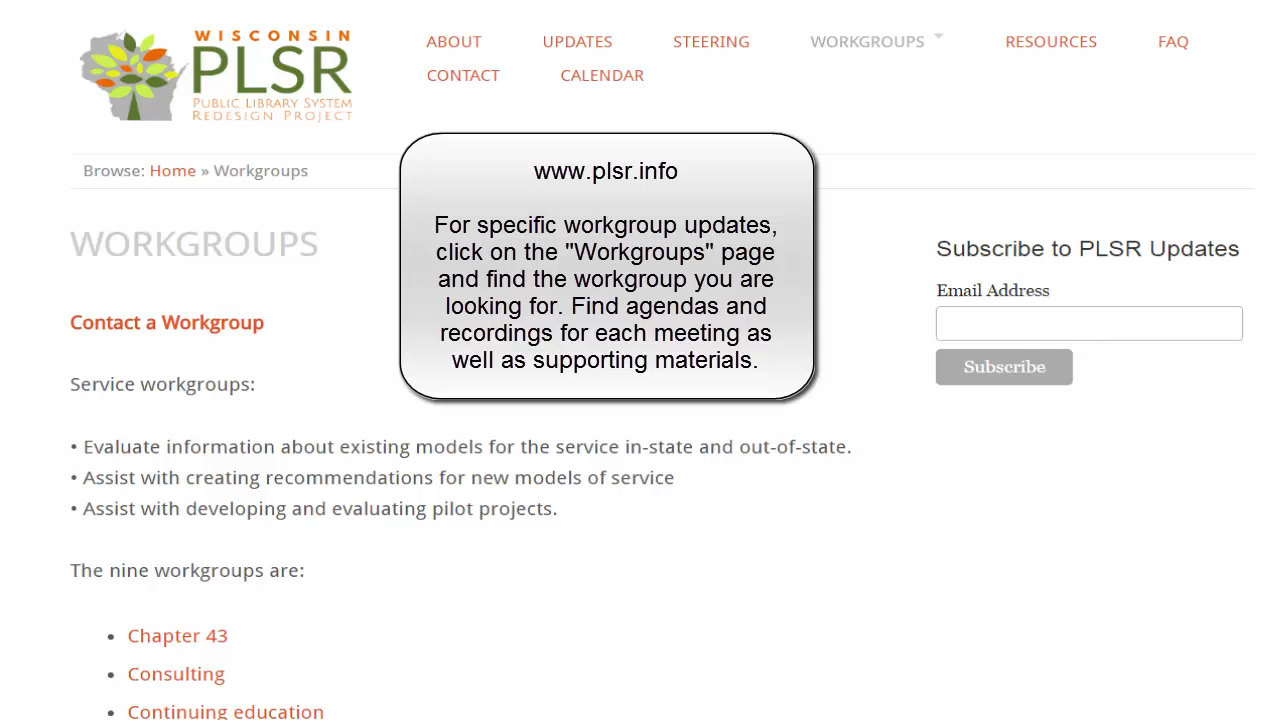 WISCONSIN
PLSR
PUBLIC LIBRARY SYSTEM
REDESIGN PROJECT
ABOUT UPDATES STEERING WORKGROUPS RESOURCES FAQ
CONTACT CALENDAR
Browse: Home » Workgroups
www.plsr.info
For specific workgroup updates,
click on the "Workgroups" page
and find the workgroup you are
looking for. Find agendas and
recordings for each meeting as
well as supporting materials.
WORKGROUPS
Contact a Workgroup
Service workgroups:
• Evaluate information about existing models for the service in-state and out-of-state.
• Assist with creating recommendations for new models of service
• Assist with developing and evaluating pilot projects.
The nine workgroups are:
• Chapter 43
• Consulting
• Continuing education
Subscribe to PLSR Updates
Email Address
Subscribe